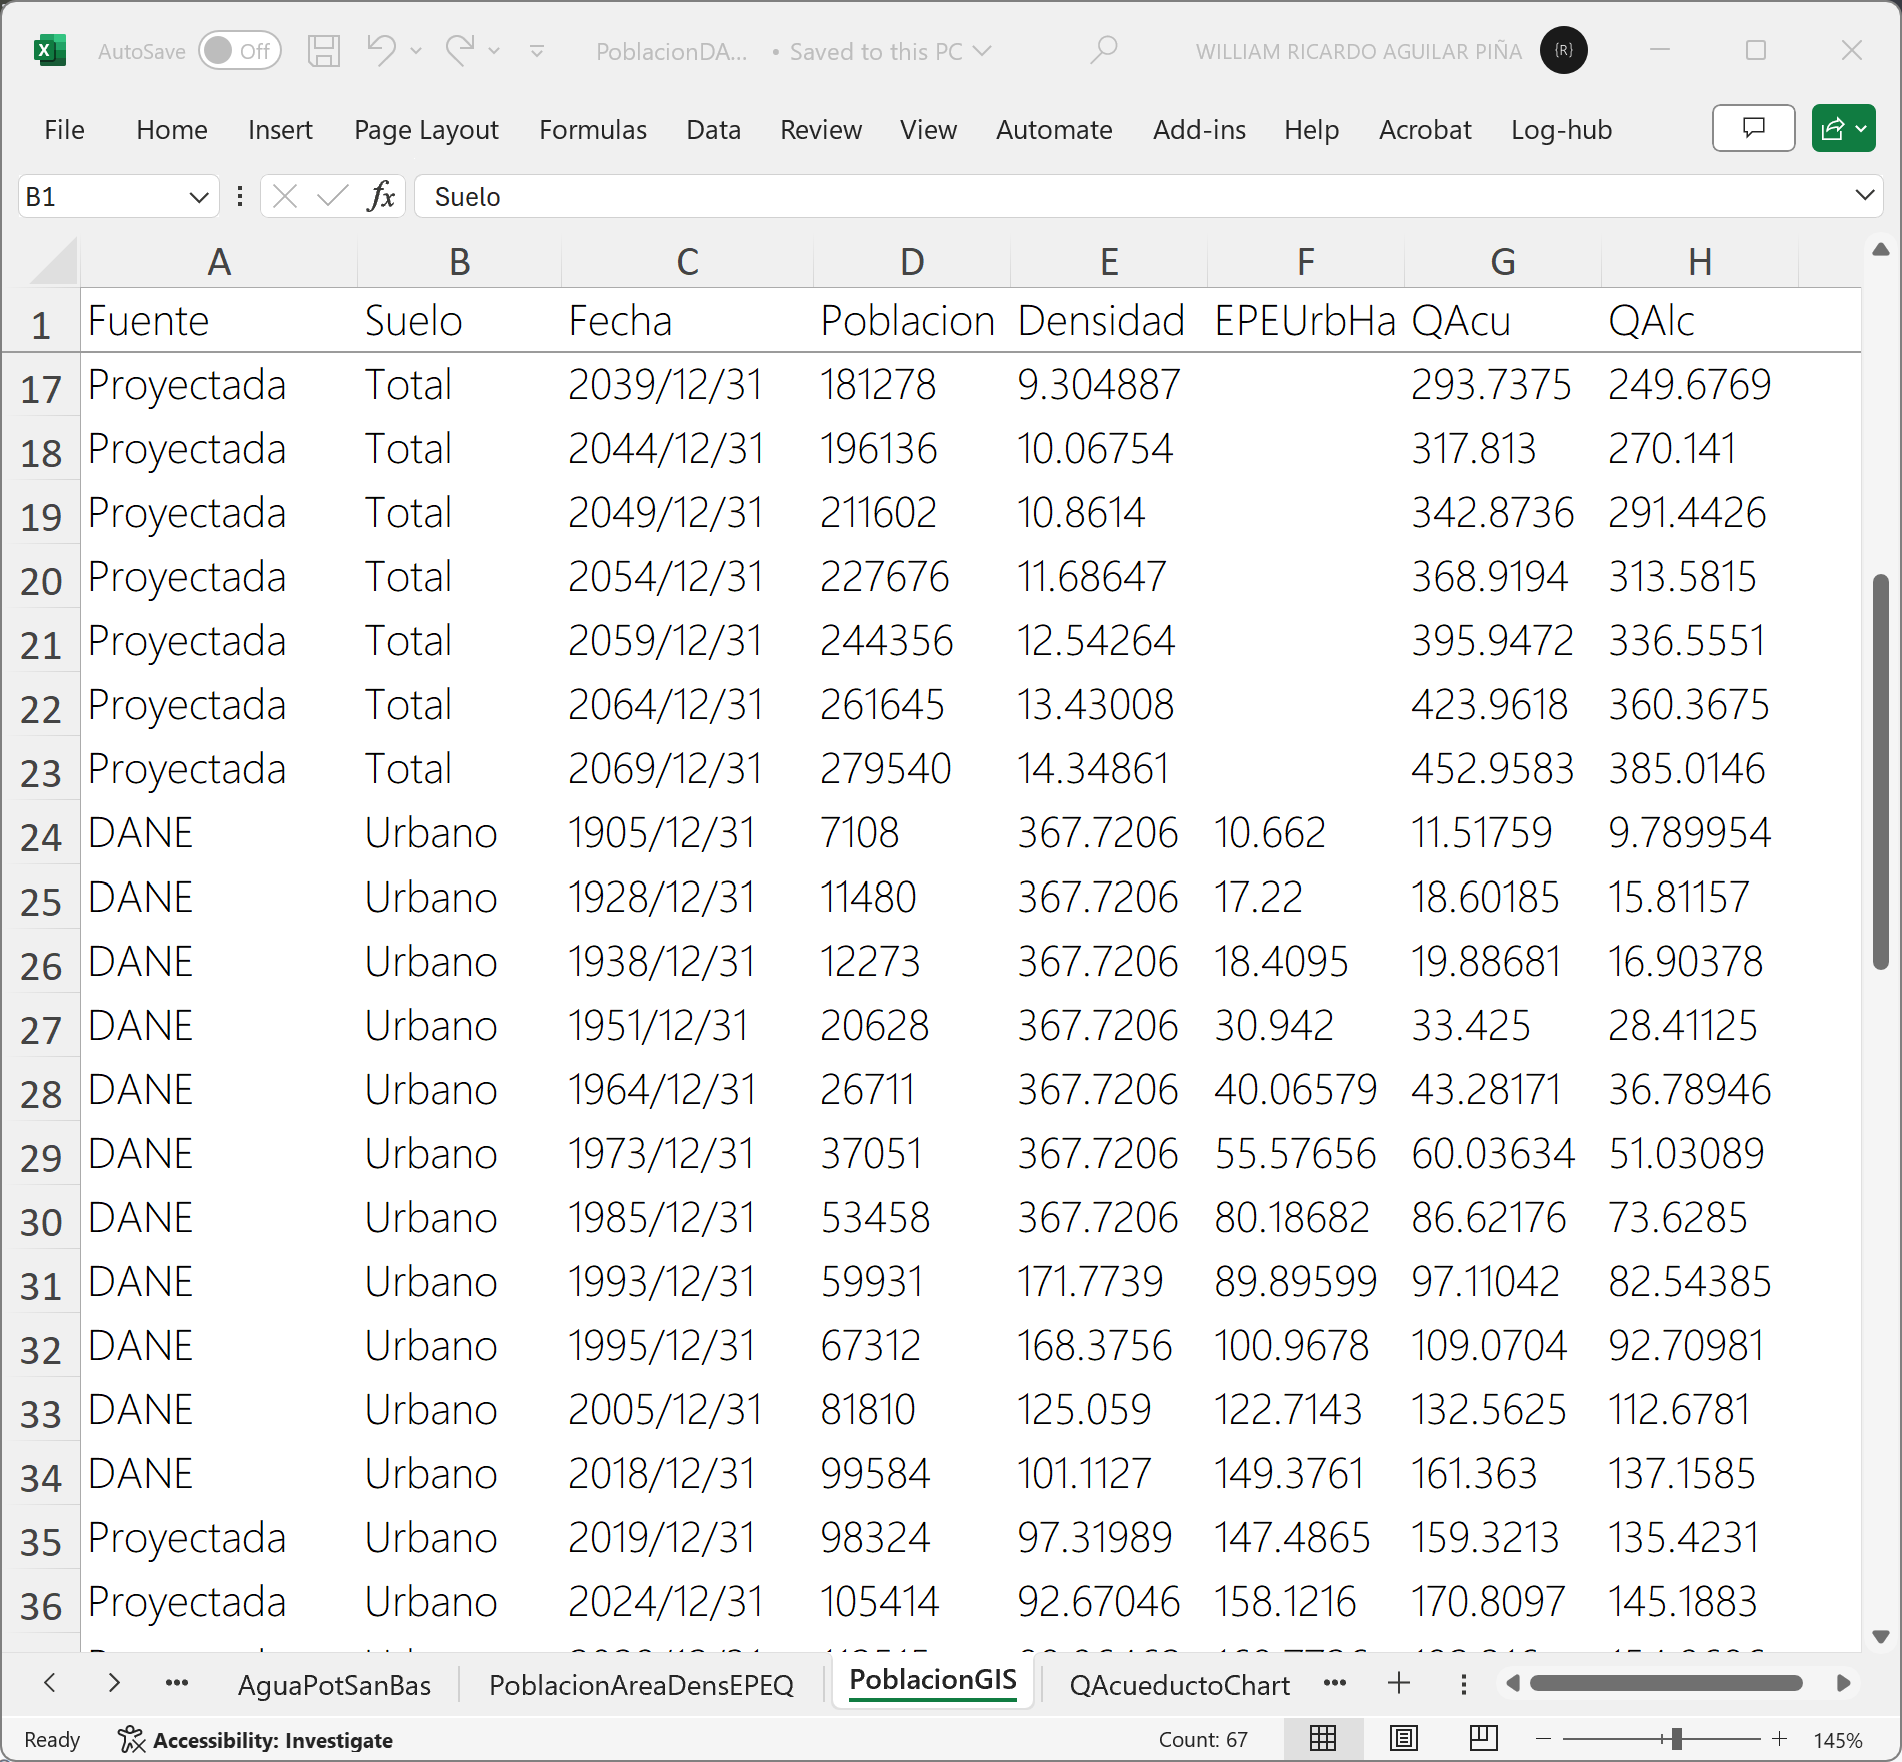 AutoSave Off PoblacionDA... • Saved to this PC WILLIAM RICARDO AGUILAR PIÑA {R}
File Home Insert Page Layout Formulas Data Review View Automate Add-ins Help Acrobat Log-hub
B1 fx Suelo
A B C D E F G H
1 Fuente Suelo Fecha Poblacion Densidad EPEUrbHa QAcu QAlc
17 Proyectada Total 2039/12/31 181278 9.304887 293.7375 249.6769
18 Proyectada Total 2044/12/31 196136 10.06754 317.813 270.141
19 Proyectada Total 2049/12/31 211602 10.8614 342.8736 291.4426
20 Proyectada Total 2054/12/31 227676 11.68647 368.9194 313.5815
21 Proyectada Total 2059/12/31 244356 12.54264 395.9472 336.5551
22 Proyectada Total 2064/12/31 261645 13.43008 423.9618 360.3675
23 Proyectada Total 2069/12/31 279540 14.34861 452.9583 385.0146
24 DANE Urbano 1905/12/31 7108 367.7206 10.662 11.51759 9.789954
25 DANE Urbano 1928/12/31 11480 367.7206 17.22 18.60185 15.81157
26 DANE Urbano 1938/12/31 12273 367.7206 18.4095 19.88681 16.90378
27 DANE Urbano 1951/12/31 20628 367.7206 30.942 33.425 28.41125
28 DANE Urbano 1964/12/31 26711 367.7206 40.06579 43.28171 36.78946
29 DANE Urbano 1973/12/31 37051 367.7206 55.57656 60.03634 51.03089
30 DANE Urbano 1985/12/31 53458 367.7206 80.18682 86.62176 73.6285
31 DANE Urbano 1993/12/31 59931 171.7739 89.89599 97.11042 82.54385
32 DANE Urbano 1995/12/31 67312 168.3756 100.9678 109.0704 92.70981
33 DANE Urbano 2005/12/31 81810 125.059 122.7143 132.5625 112.6781
34 DANE Urbano 2018/12/31 99584 101.1127 149.3761 161.363 137.1585
35 Proyectada Urbano 2019/12/31 98324 97.31989 147.4865 159.3213 135.4231
36 Proyectada Urbano 2024/12/31 105414 92.67046 158.1216 170.8097 145.1883
AguaPotSanBas PoblacionAreaDensEPEQ PoblacionGIS QAcueductoChart
Ready Accessibility: Investigate Count: 67 145%